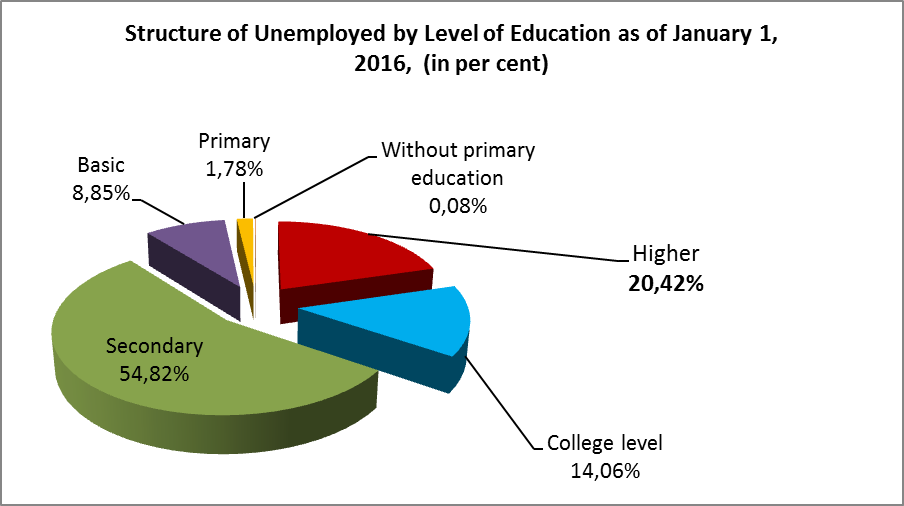 Structure of Unemployed by Level of Education as of January 1,
2016,  (in per cent)
Primary
1,78%
Without primary
education
0,08%
Basic
8,85%
Higher
20,42%
Secondary
54,82%
College level
14,06%